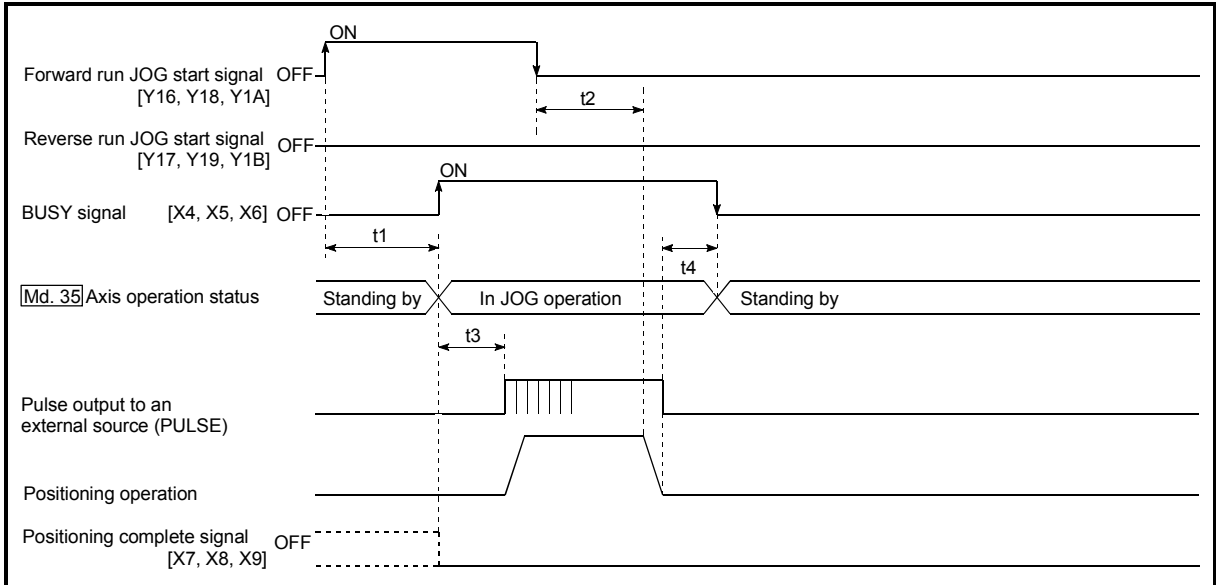 ON
Forward run JOG start signal OFF
[Y16, Y18, Y1A]
t2
Reverse run JOG start signal OFF
[Y17, Y19, Y1B]
ON
BUSY signal [X4, X5, X6] OFF
t1
t4
Md. 35 Axis operation status Standing by In JOG operation Standing by
t3
Pulse output to an
external source (PULSE)
Positioning operation
Positioning complete signal OFF
[X7, X8, X9]